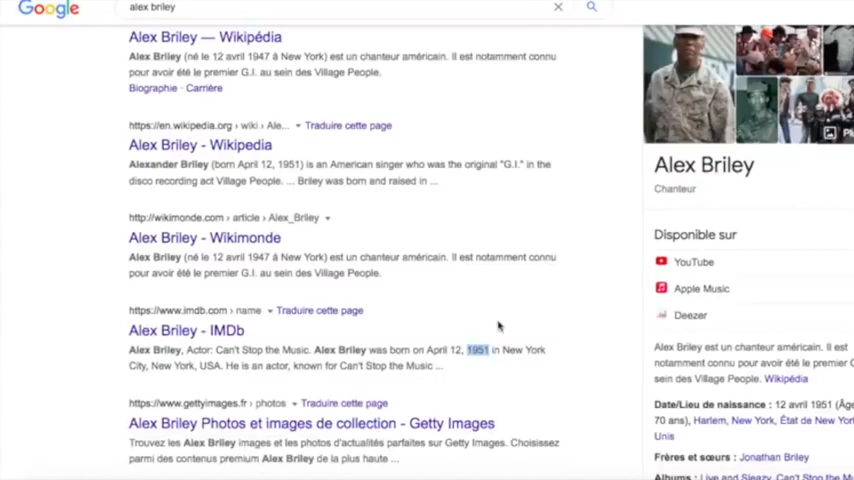 Google
alex briley
Alex Briley — Wikipédia
Alex Briley (né le 12 avril 1947 à New York) est un chanteur américain. Il est notamment connu
pour avoir été le premier G.I. au sein des Village People.
Biographie · Carrière
https://en.wikipedia.org › wiki › Ale... Traduire cette page
Alex Briley - Wikipedia
Alexander Briley (born April 12, 1951) is an American singer who was the original "G.I." in the
disco recording act Village People. ... Briley was born and raised in ...
http://wikimonde.com › article › Alex_Briley
Alex Briley - Wikimonde
Alex Briley (né le 12 avril 1947 à New York) est un chanteur américain. Il est notamment connu
pour avoir été le premier G.I. au sein des Village People.
https://www.imdb.com › name Traduire cette page
Alex Briley - IMDb
Alex Briley, Actor: Can't Stop the Music. Alex Briley was born on April 12, 1951 in New York
City, New York, USA. He is an actor, known for Can't Stop the Music ...
https://www.gettyimages.fr › photos Traduire cette page
Alex Briley Photos et images de collection - Getty Images
Trouvez les Alex Briley images et les photos d'actualités parfaites sur Getty Images. Choisissez
parmi des contenus premium Alex Briley de la plus haute ...
Alex Briley
Chanteur
Disponible sur
YouTube
Apple Music
Deezer
Alex Briley est un chanteur américain. Il est
notamment connu pour avoir été le premier G
sein des Village People. Wikipédia
Date/Lieu de naissance : 12 avril 1951 (Âge
70 ans), Harlem, New York, État de New Yor
Unis
Frères et sœurs : Jonathan Briley
Albums : Live and Sleazy, Can't Stop the M